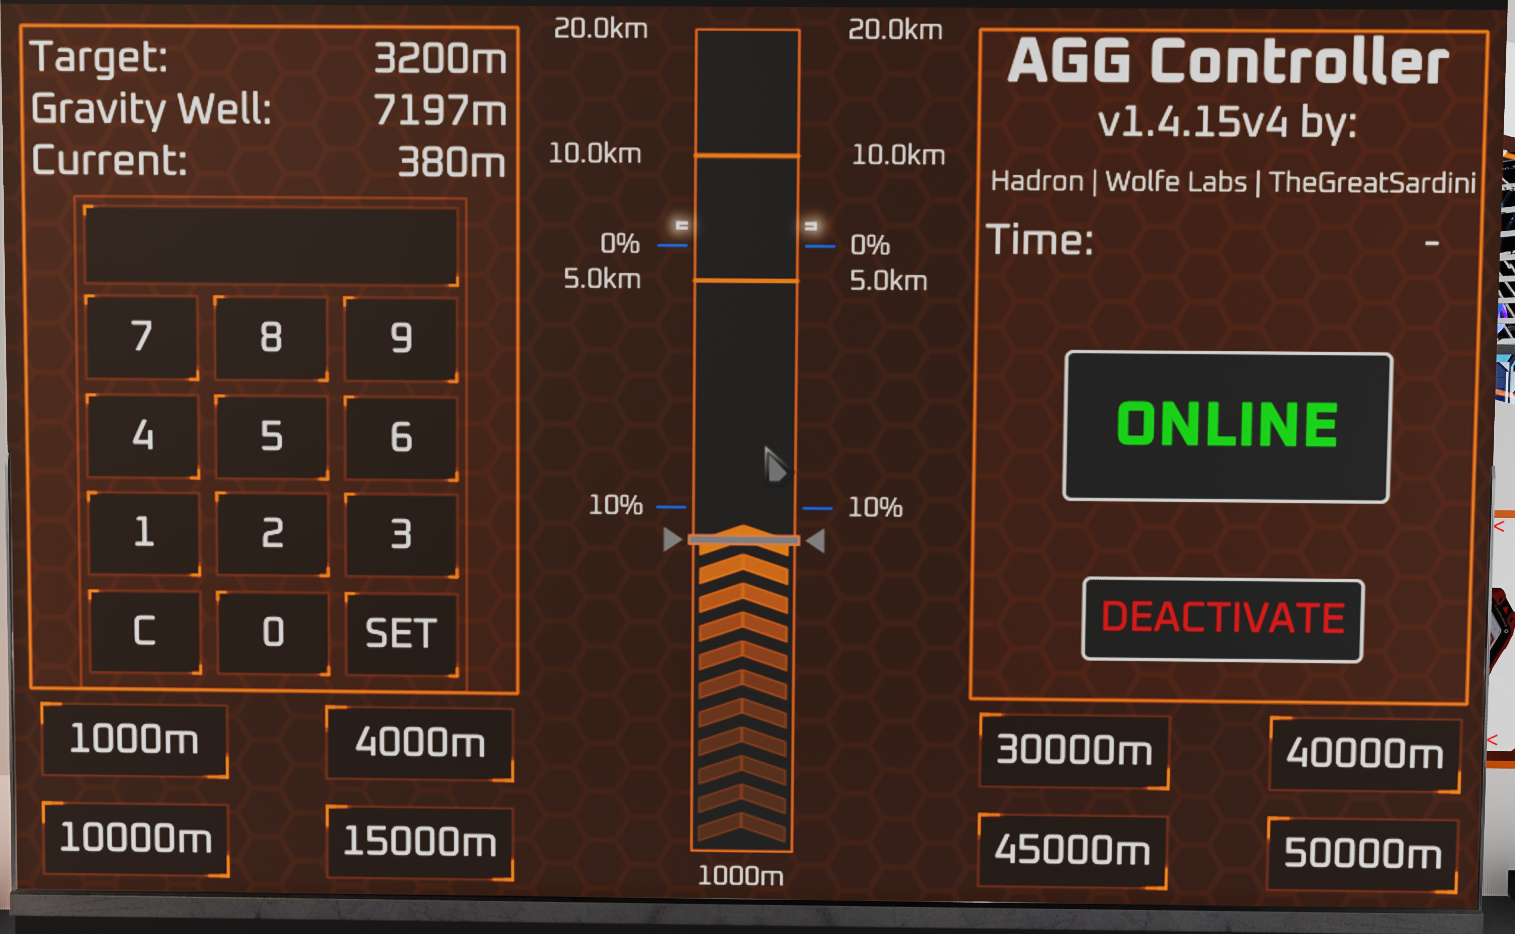 Target: 3200m
Gravity Well: 7197m
Current: 380m
7 8 9
4 5 6
1 2 3
C 0 SET
1000m 4000m
10000m 15000m
20.0km 20.0km
10.0km 10.0km
0% 0%
5.0km 5.0km
10% 10%
1000m
AGG Controller
v1.4.15v4 by:
Hadron | Wolfe Labs | TheGreatSardini
Time: -
ONLINE
DEACTIVATE
30000m 40000m
45000m 50000m